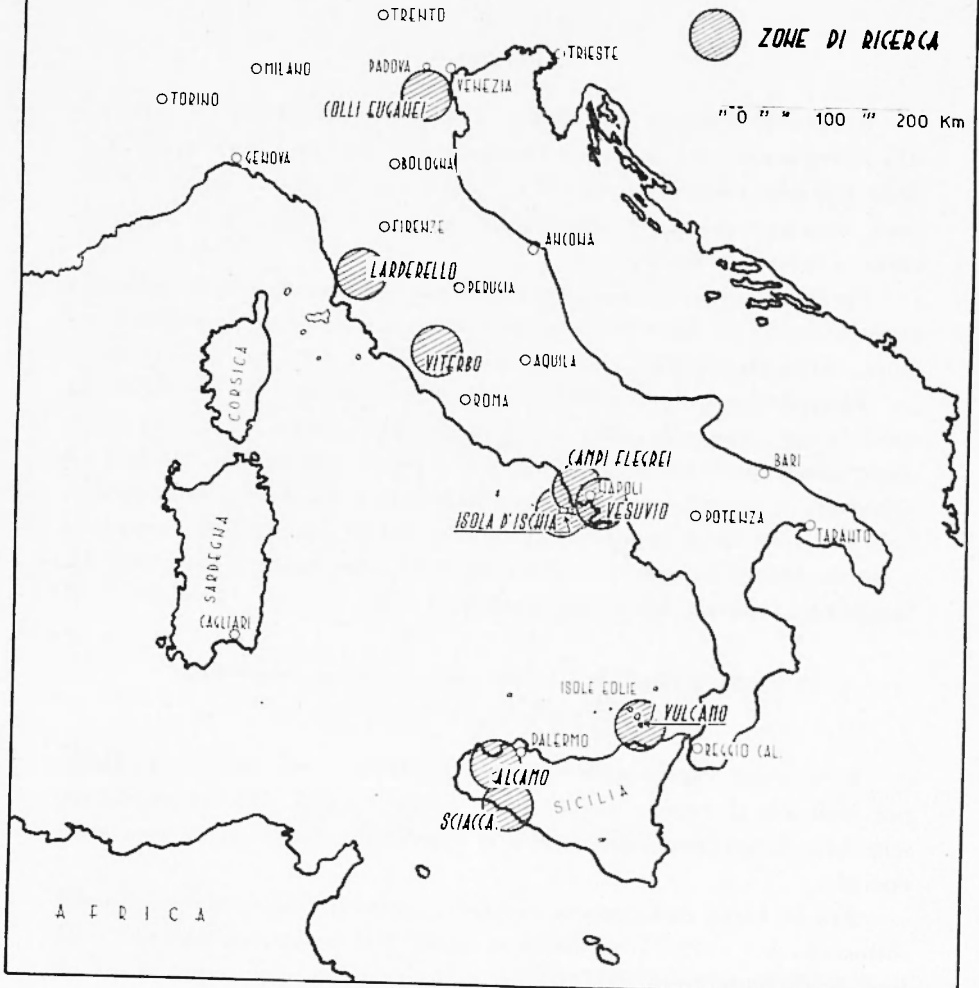 TRENTO
ZONE DI RICERCA
TRIESTE
MILANO
PADOVA
VENEZIA
TORINO
COLLI EUGANEI
0 50 100 200 Km
GENOVA
BOLOGNA
FIRENZE
ANCONA
LARDERELLO
PERUGIA
VITERBO
AQUILA
CORSICA
ROMA
CAMPI FLEGREI
BARI
NAPOLI
VESUVIO
ISOLA D'ISCHIA
POTENZA
TARANTO
SARDEGNA
CAGLIARI
ISOLE EOLIE
I. VULCANO
PALERMO
REGGIO CAL.
ALCAMO
SICILIA
SCIACCA.
AFRICA